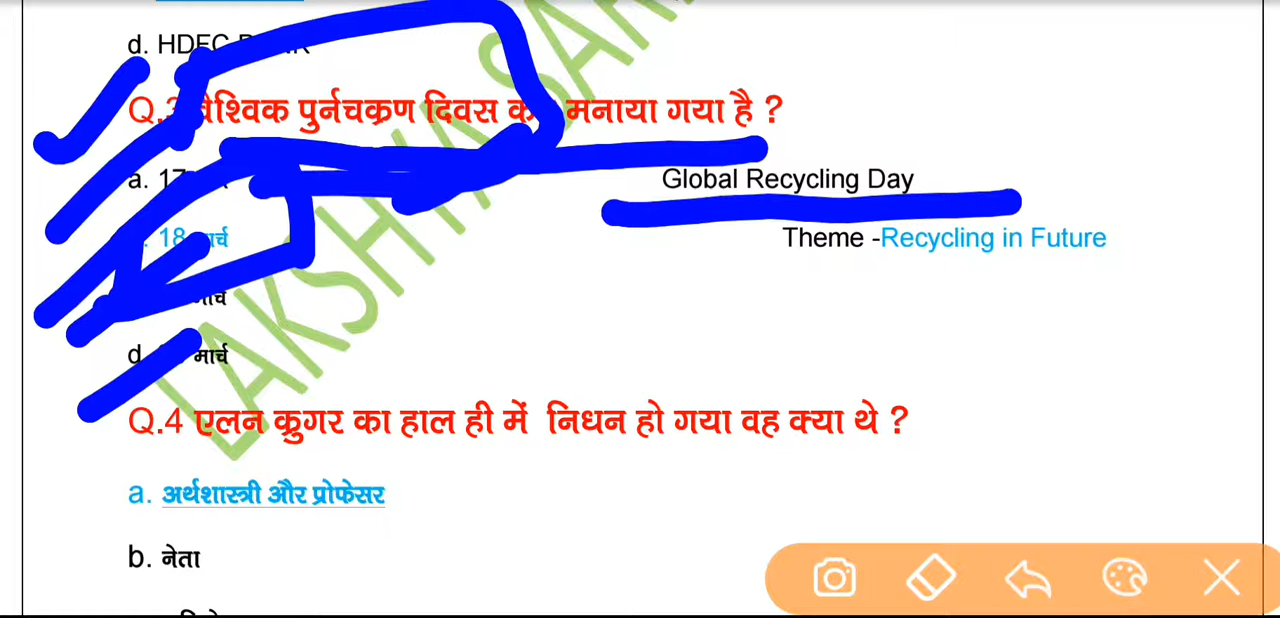 d. HDFC
पुर्नचक्रण दिवस मनाया गया है ?
a. 17
Global Recycling Day
18 मार्च
Theme -Recycling in Future
मार्च
d. मार्च
Q.4 एलन क्रुगर का हाल ही में निधन हो गया वह क्या थे ?
a. अर्थशास्त्री और प्रोफेसर
b. नेता